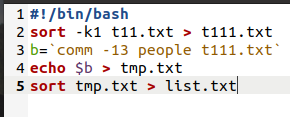 1 #!/bin/bash
2 sort -k1 t11.txt > t111.txt
3 b=`comm -13 people t111.txt`
4 echo $b > tmp.txt
5 sort tmp.txt > list.txt